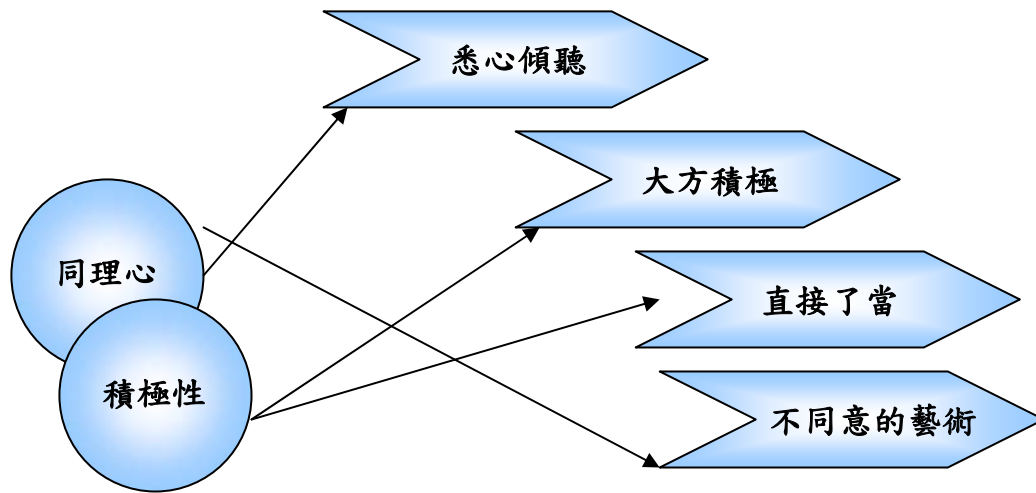 悉心傾聽
大方積極
同理心
直接了當
積極性
不同意的藝術